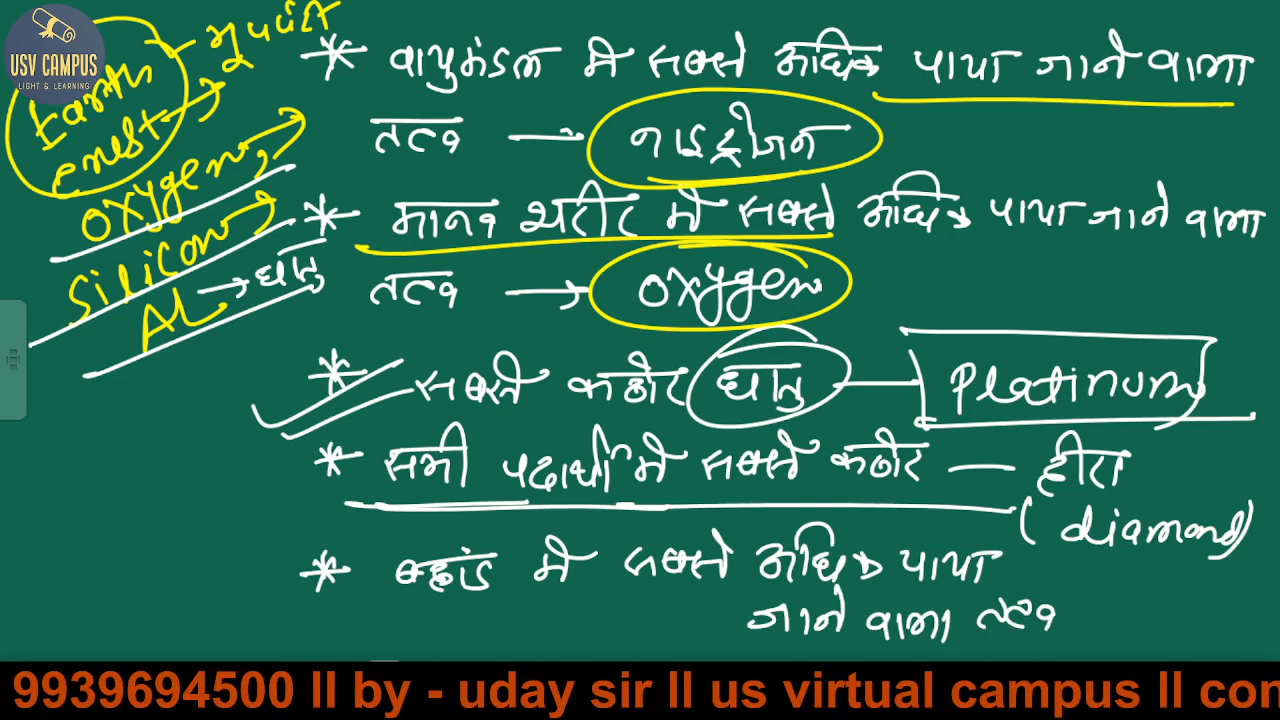 USV CAMPUS
LIGHT & LEARNING
Earth → भूपर्पटी
crest →
oxygen →
Silicon →
AL → धातु
* वायुमंडल में सबसे अधिक पाया जाने वाला
तत्व → नाइट्रोजन
* मानव शरीर में सबसे अधिक पाया जाने वाला
तत्व → oxygen
* सबसे कठोर धातु — Platinum
* सभी पदार्थों में सबसे कठोर — हीरा
(diamond)
* ब्रह्मांड में सबसे अधिक पाया
जाने वाला तत्व
9939694500 ll by - uday sir ll us virtual campus ll con